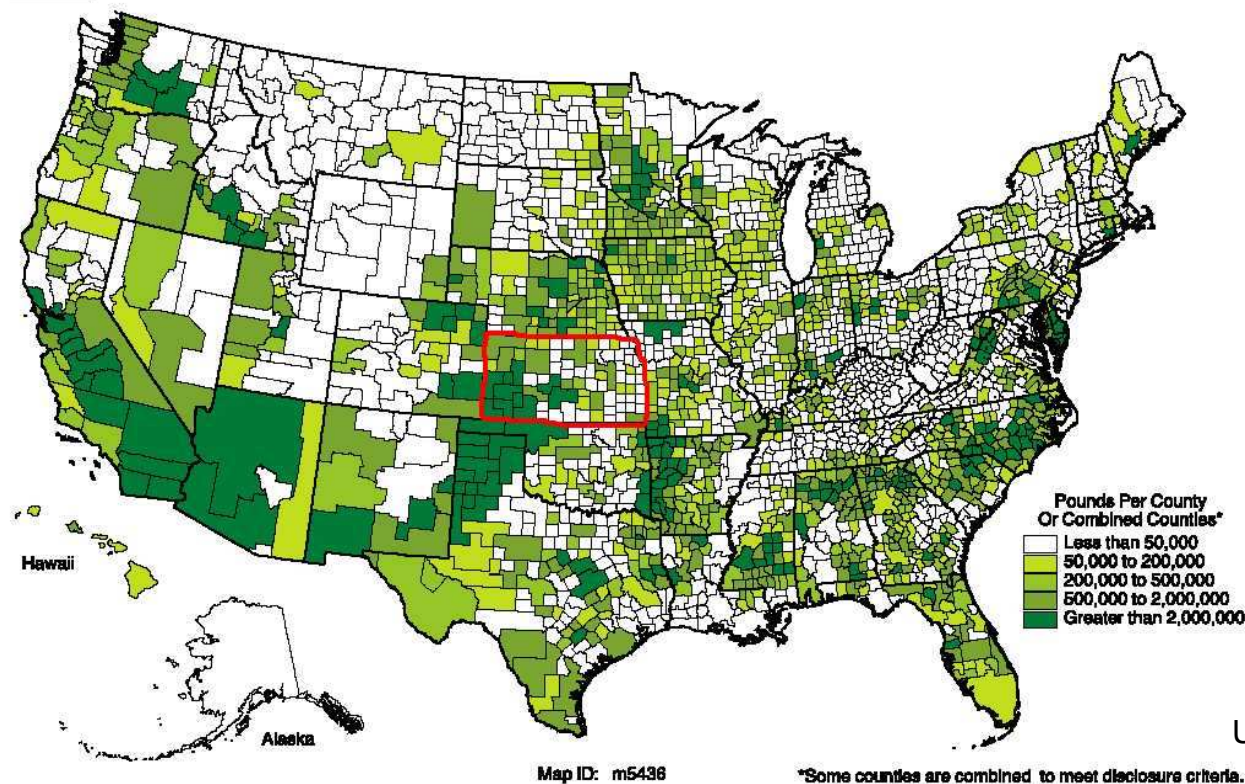 Pounds Per County
Or Combined Counties*
Less than 50,000
50,000 to 200,000
200,000 to 500,000
500,000 to 2,000,000
Greater than 2,000,000
Hawaii
Alaska
U
Map ID: m5436
*Some counties are combined to meet disclosure criteria.